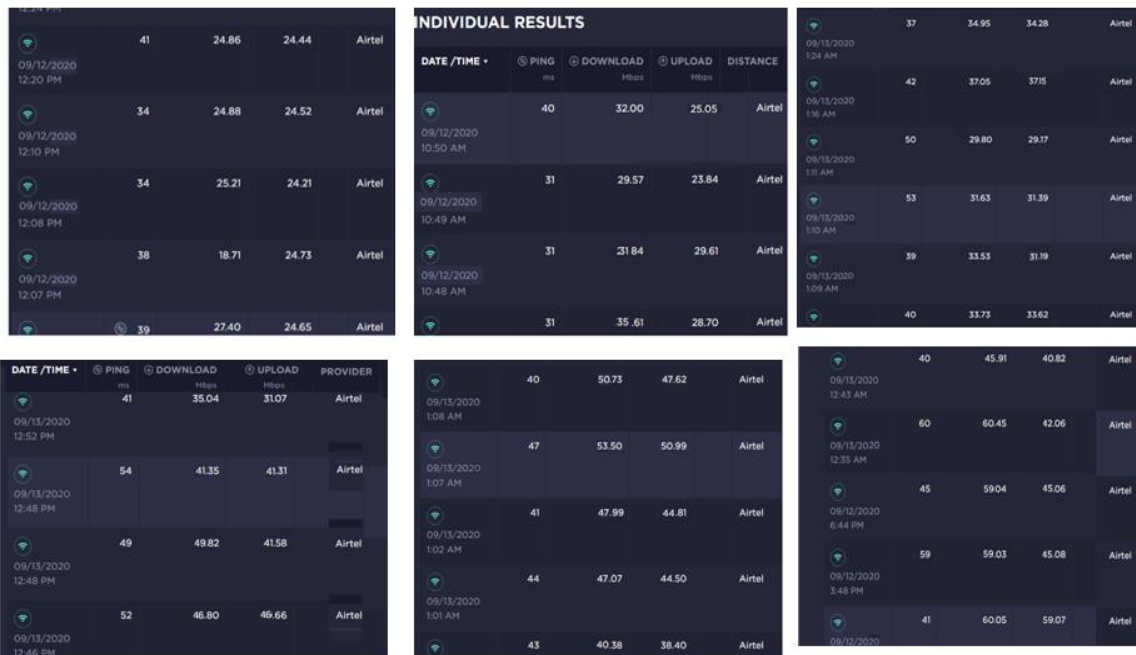 12:24 PM
41 24.86 24.44 Airtel
09/12/2020
12:20 PM
34 24.88 24.52 Airtel
09/12/2020
12:10 PM
34 25.21 24.21 Airtel
09/12/2020
12:08 PM
38 18.71 24.73 Airtel
09/12/2020
12:07 PM
39 27.40 24.65 Airtel
INDIVIDUAL RESULTS
DATE /TIME PING DOWNLOAD UPLOAD DISTANCE
ms Mbps Mbps
40 32.00 25.05 Airtel
09/12/2020
10:50 AM
31 29.57 23.84 Airtel
09/12/2020
10:49 AM
31 31 84 29.61 Airtel
09/12/2020
10:48 AM
31 35 .61 28.70 Airtel
37 34.95 34.28 Airtel
09/13/2020
1:24 AM
42 37.05 37.15 Airtel
09/13/2020
1:16 AM
50 29.80 29.17 Airtel
09/13/2020
1:11 AM
53 31.63 31.39 Airtel
09/13/2020
1:10 AM
39 33.53 31.19 Airtel
09/13/2020
1:09 AM
40 33.73 33.62 Airtel
DATE /TIME PING DOWNLOAD UPLOAD PROVIDER
ms Mbps Mbps
41 35.04 31.07 Airtel
09/13/2020
12:52 PM
54 41.35 41.31 Airtel
09/13/2020
12:48 PM
49 49.82 41.58 Airtel
09/13/2020
12:48 PM
52 46.80 46.66 Airtel
09/13/2020
12:46 PM
40 50.73 47.62 Airtel
09/13/2020
1:08 AM
47 53.50 50.99 Airtel
09/13/2020
1:07 AM
41 47.99 44.81 Airtel
09/13/2020
1:02 AM
44 47.07 44.50 Airtel
09/13/2020
1:01 AM
43 40.38 38.40 Airtel
40 45.91 40.82 Airtel
09/13/2020
12:43 AM
60 60.45 42.06 Airtel
09/13/2020
12:35 AM
45 5904 45.06 Airtel
09/12/2020
6:44 PM
59 59.03 45.08 Airtel
09/12/2020
3:48 PM
41 60.05 59.07 Airtel
09/12/2020